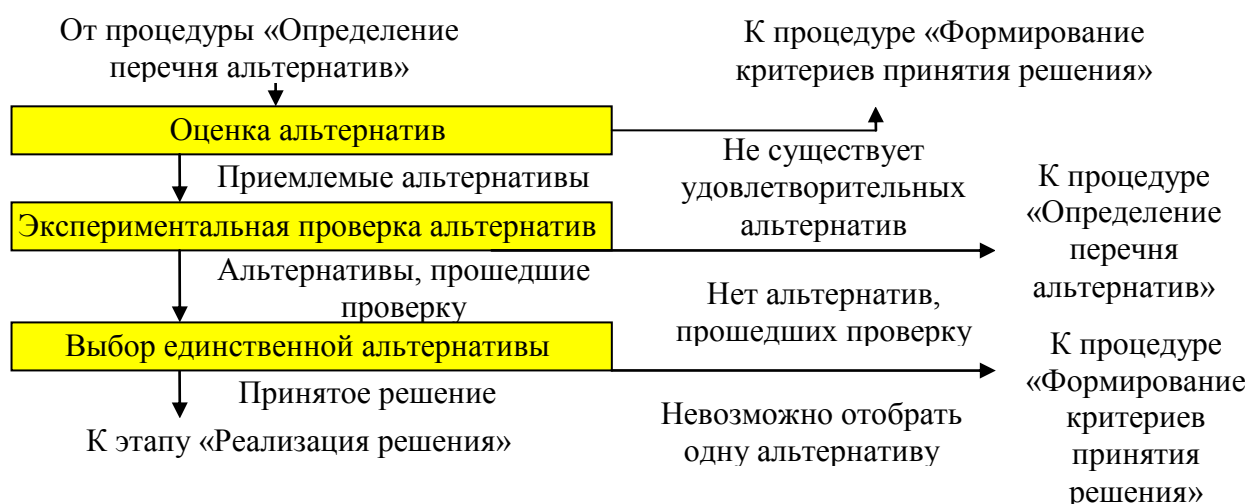 От процедуры «Определение
перечня альтернатив»
К процедуре «Формирование
критериев принятия решения»
Оценка альтернатив
Приемлемые альтернативы
Не существует
удовлетворительных
альтернатив
Экспериментальная проверка альтернатив
К процедуре
«Определение
перечня
альтернатив»
Альтернативы, прошедшие
проверку
Нет альтернатив,
прошедших проверку
Выбор единственной альтернативы
К процедуре
«Формирование
критериев
принятия
решения»
Принятое решение
Невозможно отобрать
одну альтернативу
К этапу «Реализация решения»